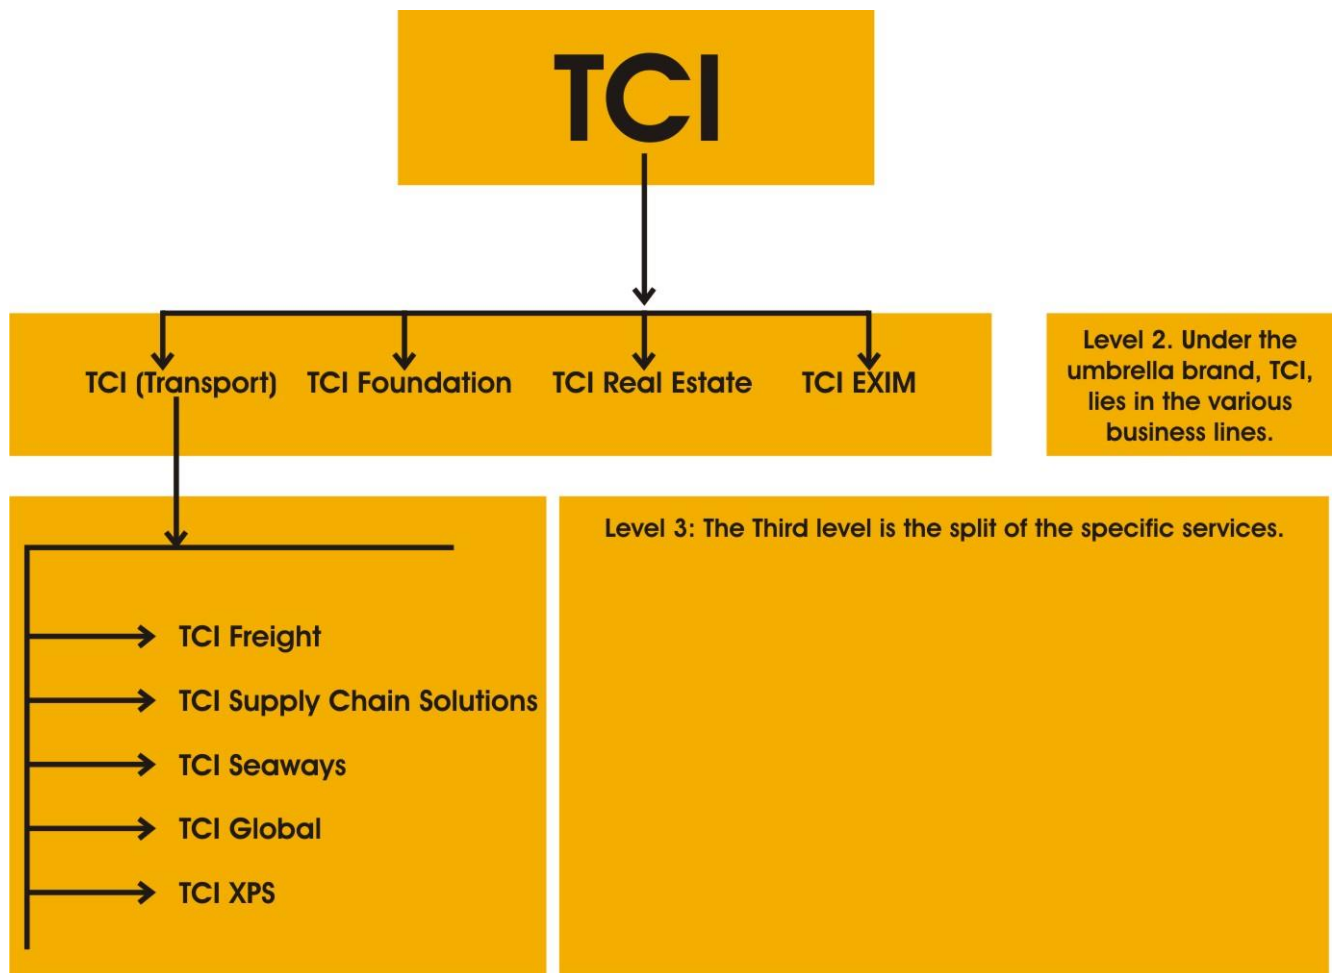 TCI
TCI (Transport)
TCI Foundation
TCI Real Estate
TCI EXIM
Level 2. Under the
umbrella brand, TCI,
lies in the various
business lines.
Level 3: The Third level is the split of the specific services.
TCI Freight
TCI Supply Chain Solutions
TCI Seaways
TCI Global
TCI XPS